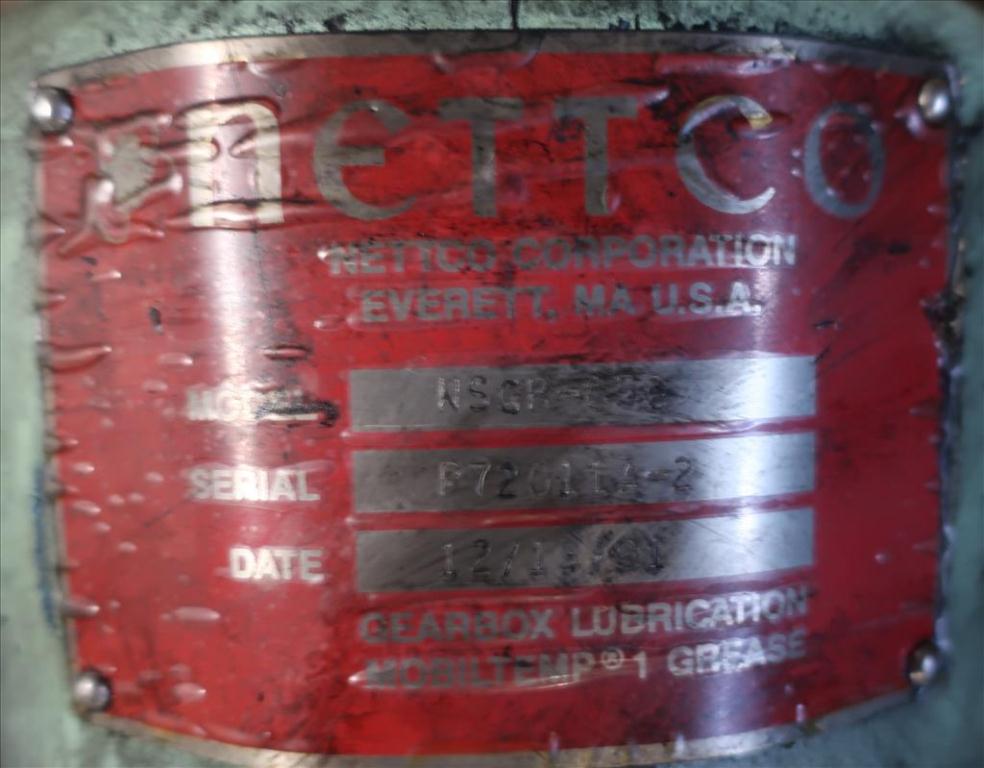 NETTCO
NETTCO CORPORATION
EVERETT, MA U.S.A.
MODEL
SERIAL
DATE
GEARBOX LUBRICATION
MOBILTEMP® 1 GREASE